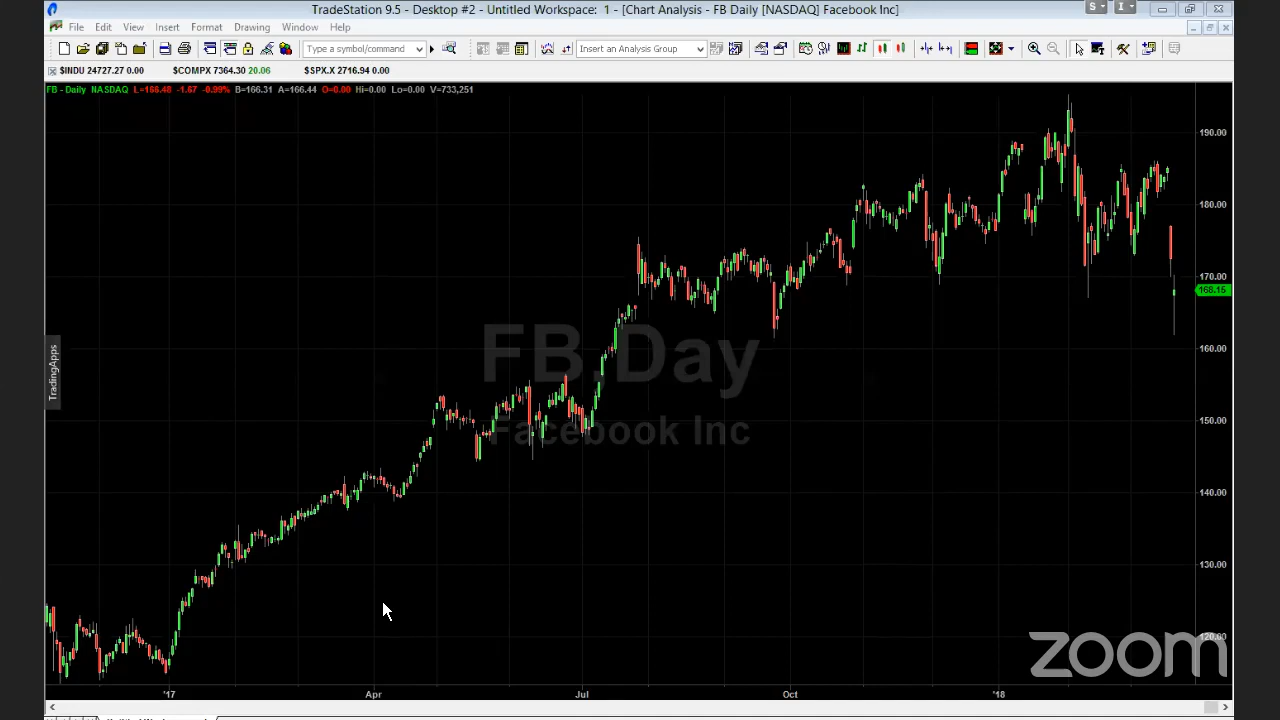 TradeStation 9.5 - Desktop #2 - Untitled Workspace: 1 - [Chart Analysis - FB Daily [NASDAQ] Facebook Inc]
S I
File Edit View Insert Format Drawing Window Help
Type a symbol/command Insert an Analysis Group
$INDU 24727.27 0.00 $COMPX 7364.30 20.06 $SPX.X 2716.94 0.00
FB - Daily NASDAQ L=166.48 -1.67 -0.99% B=166.31 A=166.44 O=0.00 Hi=0.00 Lo=0.00 V=733,251
190.00
180.00
170.00
168.15
160.00
TradingApps
FB,Day
Facebook Inc
150.00
140.00
130.00
120.00
zoom
'17 Apr Jul Oct '18